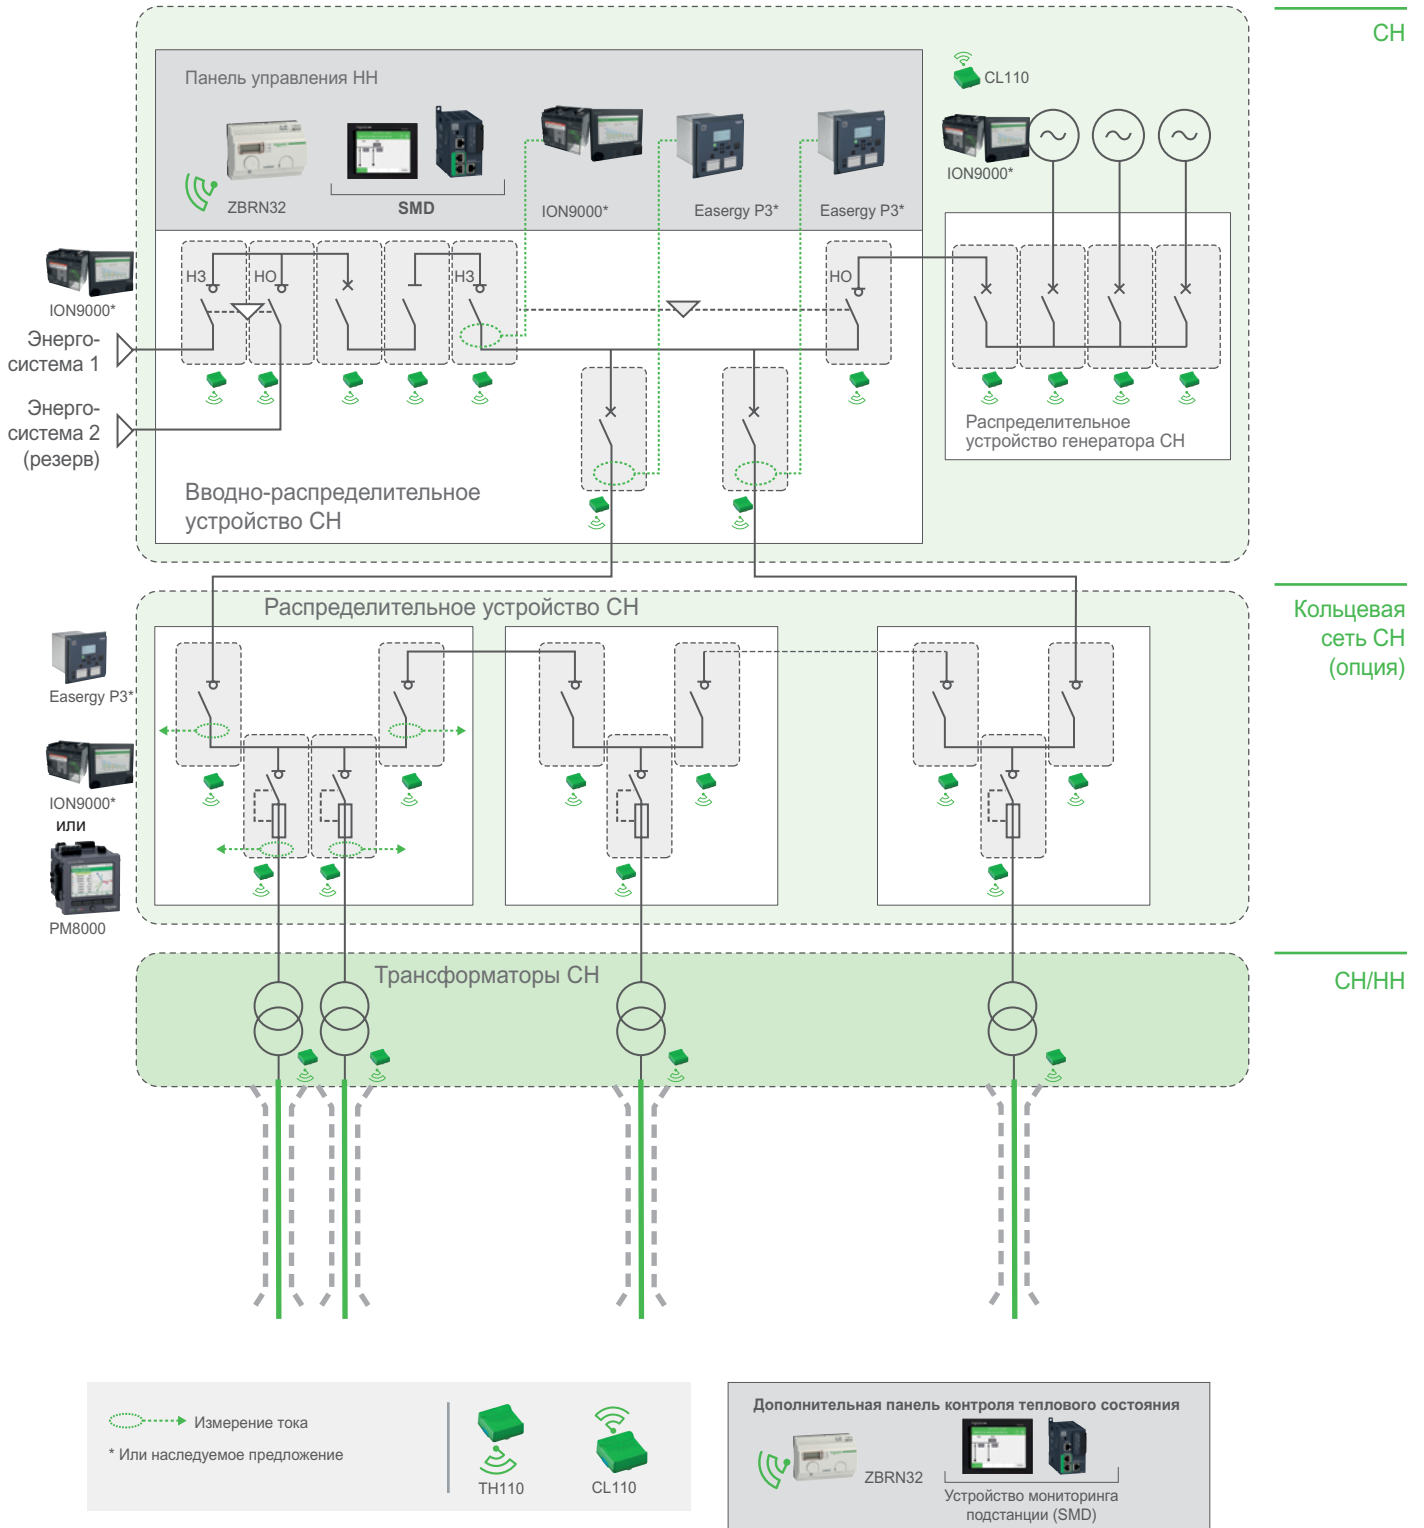 СН
Панель управления НН
CL110
ZBRN32
SMD
ION9000*
Easergy P3*
Easergy P3*
ION9000*
ION9000*
НЗ
НО
НЗ
НО
Энерго-
система 1
Энерго-
система 2
(резерв)
Распределительное
устройство генератора СН
Вводно-распределительное
устройство СН
Кольцевая
сеть СН
(опция)
Распределительное устройство СН
Easergy P3*
ION9000*
или
PM8000
СН/НН
Трансформаторы СН
Измерение тока
* Или наследуемое предложение
TH110
CL110
Дополнительная панель контроля теплового состояния
ZBRN32
Устройство мониторинга
подстанции (SMD)